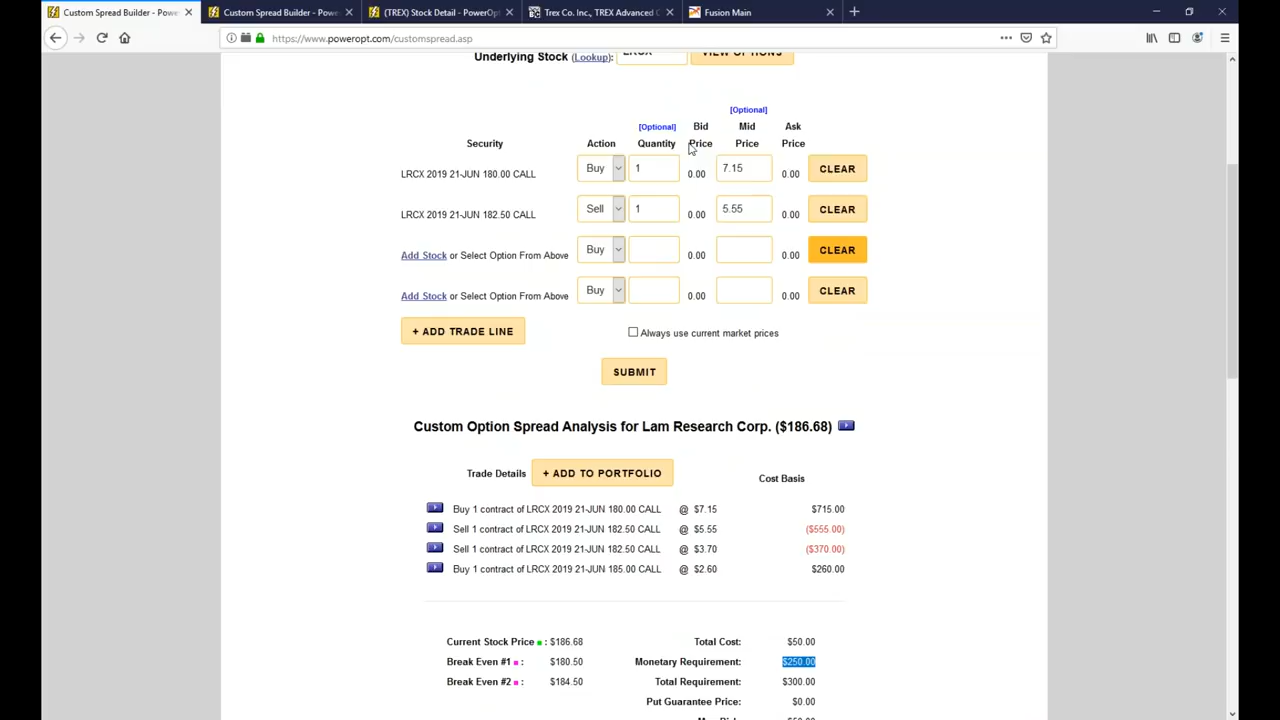 Custom Spread Builder - Powe
Custom Spread Builder - Powe
(TREX) Stock Detail - PowerOpt
Trex Co. Inc., TREX Advanced C
Fusion Main
https://www.poweropt.com/customspread.asp
Underlying Stock (Lookup): LRCX VIEW OPTIONS
[Optional]
[Optional] Bid Mid Ask
Security Action Quantity Price Price Price
LRCX 2019 21-JUN 180.00 CALL Buy 1 0.00 7.15 0.00 CLEAR
LRCX 2019 21-JUN 182.50 CALL Sell 1 0.00 5.55 0.00 CLEAR
Add Stock or Select Option From Above Buy 0.00 0.00 CLEAR
Add Stock or Select Option From Above Buy 0.00 0.00 CLEAR
+ ADD TRADE LINE Always use current market prices
SUBMIT
Custom Option Spread Analysis for Lam Research Corp. ($186.68)
Trade Details + ADD TO PORTFOLIO Cost Basis
Buy 1 contract of LRCX 2019 21-JUN 180.00 CALL @ $7.15 $715.00
Sell 1 contract of LRCX 2019 21-JUN 182.50 CALL @ $5.55 ($555.00)
Sell 1 contract of LRCX 2019 21-JUN 182.50 CALL @ $3.70 ($370.00)
Buy 1 contract of LRCX 2019 21-JUN 185.00 CALL @ $2.60 $260.00
Current Stock Price : $186.68 Total Cost: $50.00
Break Even #1 : $180.50 Monetary Requirement: $250.00
Break Even #2 : $184.50 Total Requirement: $300.00
Put Guarantee Price: $0.00